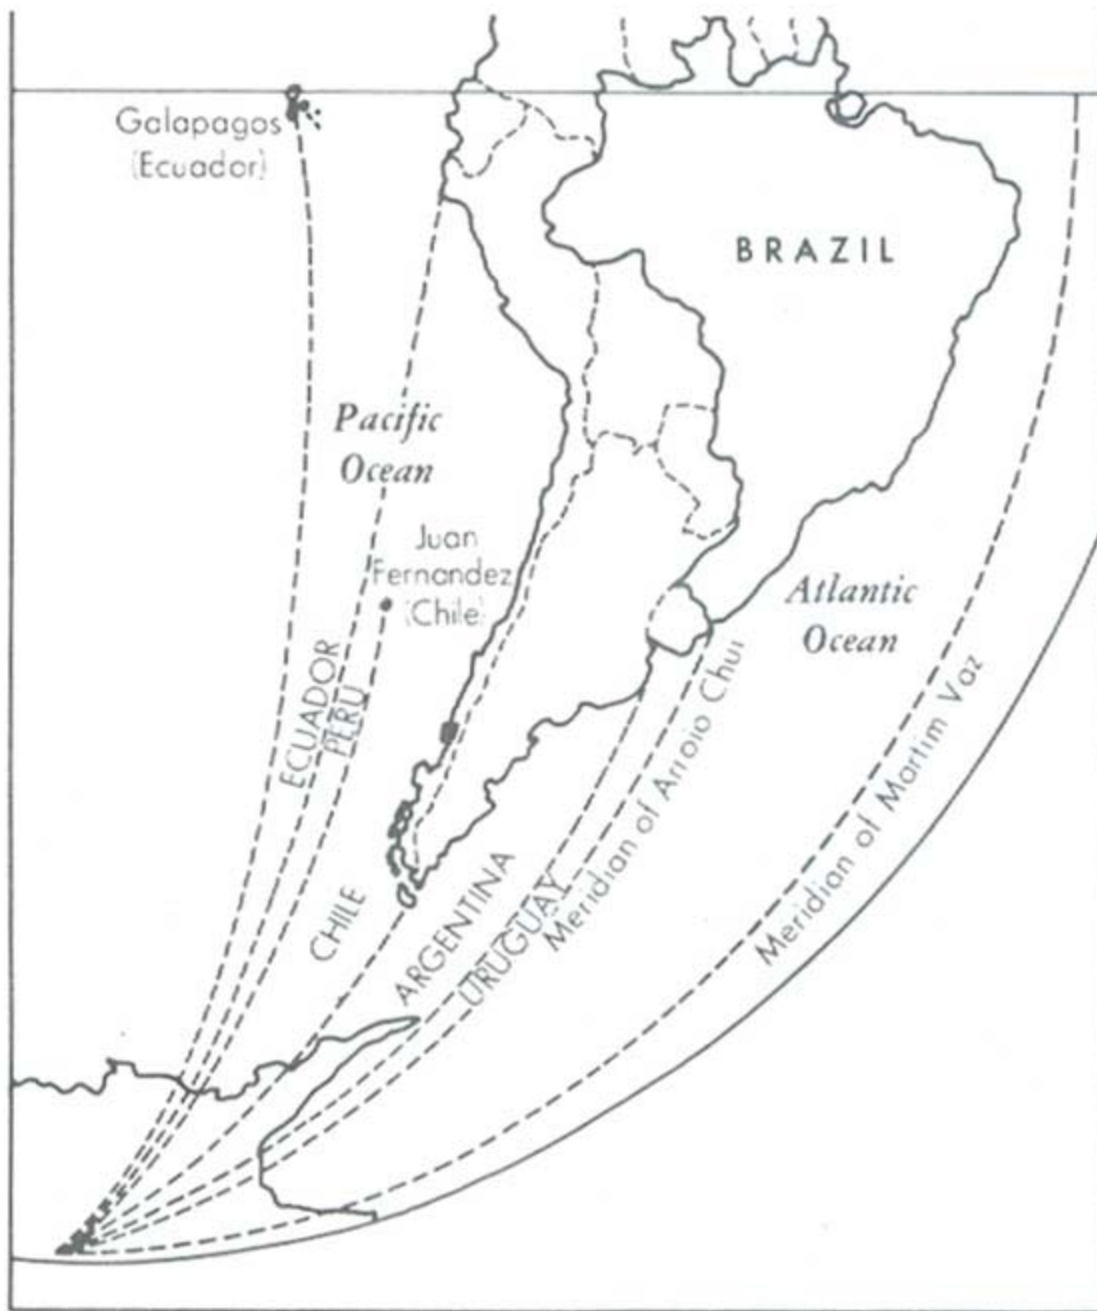 Galapagos
(Ecuador)
BRAZIL
Pacific
Ocean
Juan
Fernandez
(Chile)
Atlantic
Ocean
ECUADOR
PERU
CHILE
ARGENTINA
URUGUAY
Meridian of Arroio Chui
Meridian of Martim Vaz